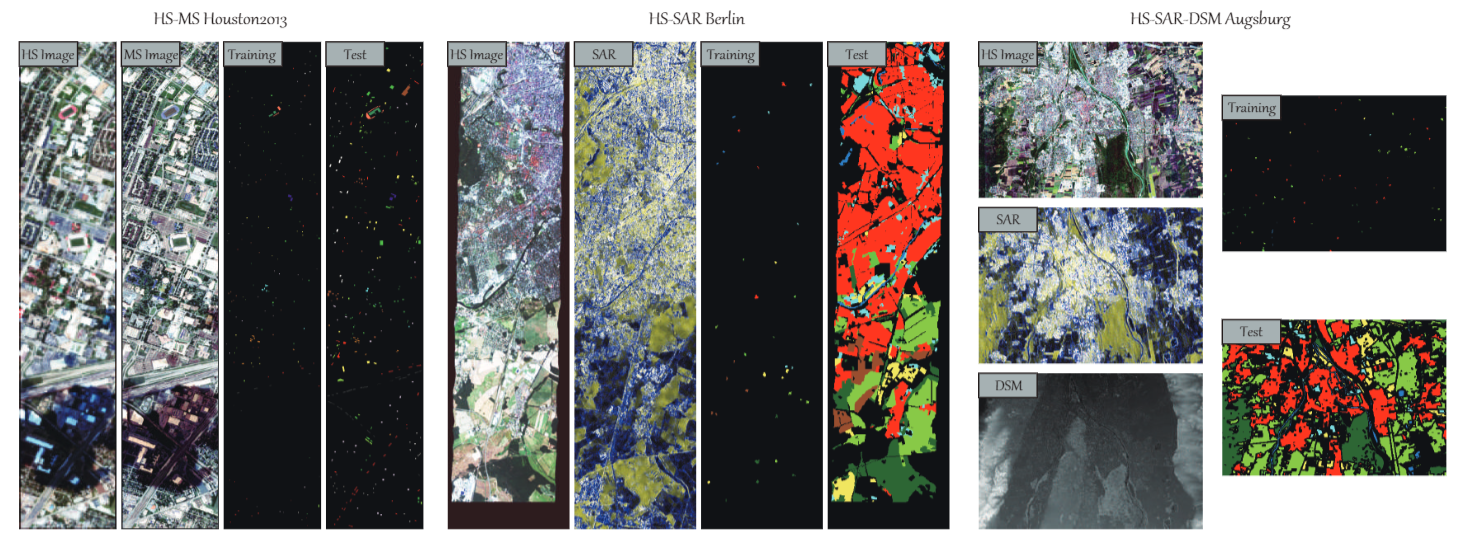 HS-MS Houston2013
HS-SAR Berlin
HS-SAR-DSM Augsburg
HS Image
MS Image
Training
Test
HS Image
SAR
Training
Test
HS Image
SAR
DSM
Training
Test